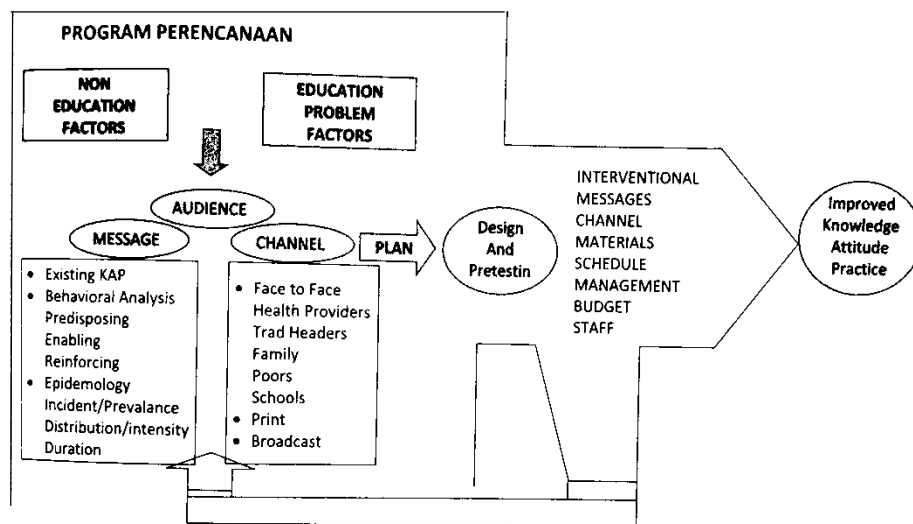 PROGRAM PERENCANAAN
NON
EDUCATION
FACTORS
EDUCATION
PROBLEM
FACTORS
AUDIENCE
MESSAGE
CHANNEL
PLAN
• Existing KAP
• Behavioral Analysis
Predisposing
Enabling
Reinforcing
• Epidemology
Incident/Prevalance
Distribution/intensity
Duration
• Face to Face
Health Providers
Trad Headers
Family
Poors
Schools
• Print
• Broadcast
Design
And
Pretestin
INTERVENTIONAL
MESSAGES
CHANNEL
MATERIALS
SCHEDULE
MANAGEMENT
BUDGET
STAFF
Improved
Knowledge
Attitude
Practice